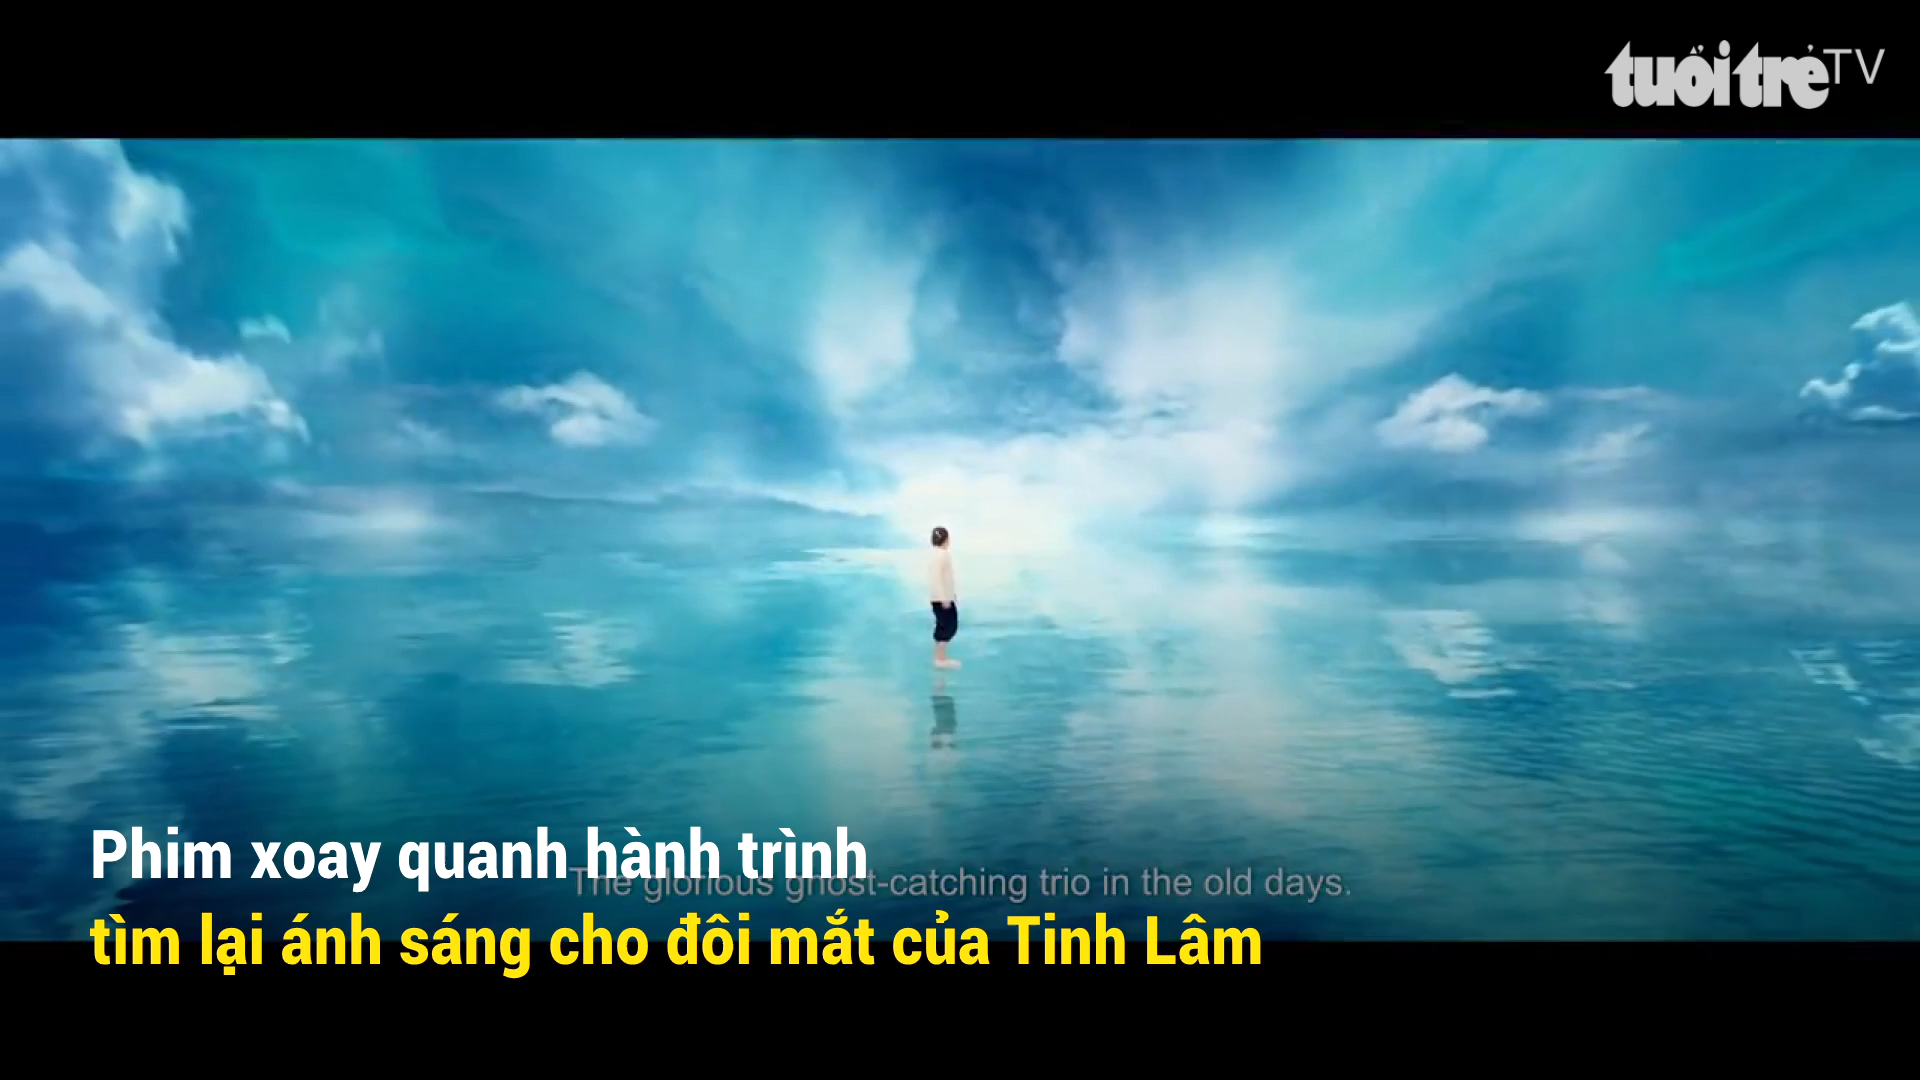 tuổi trẻ TV
Phim xoay quanh hành trình
The glorious ghost-catching trio in the old days.
tìm lại ánh sáng cho đôi mắt của Tinh Lâm